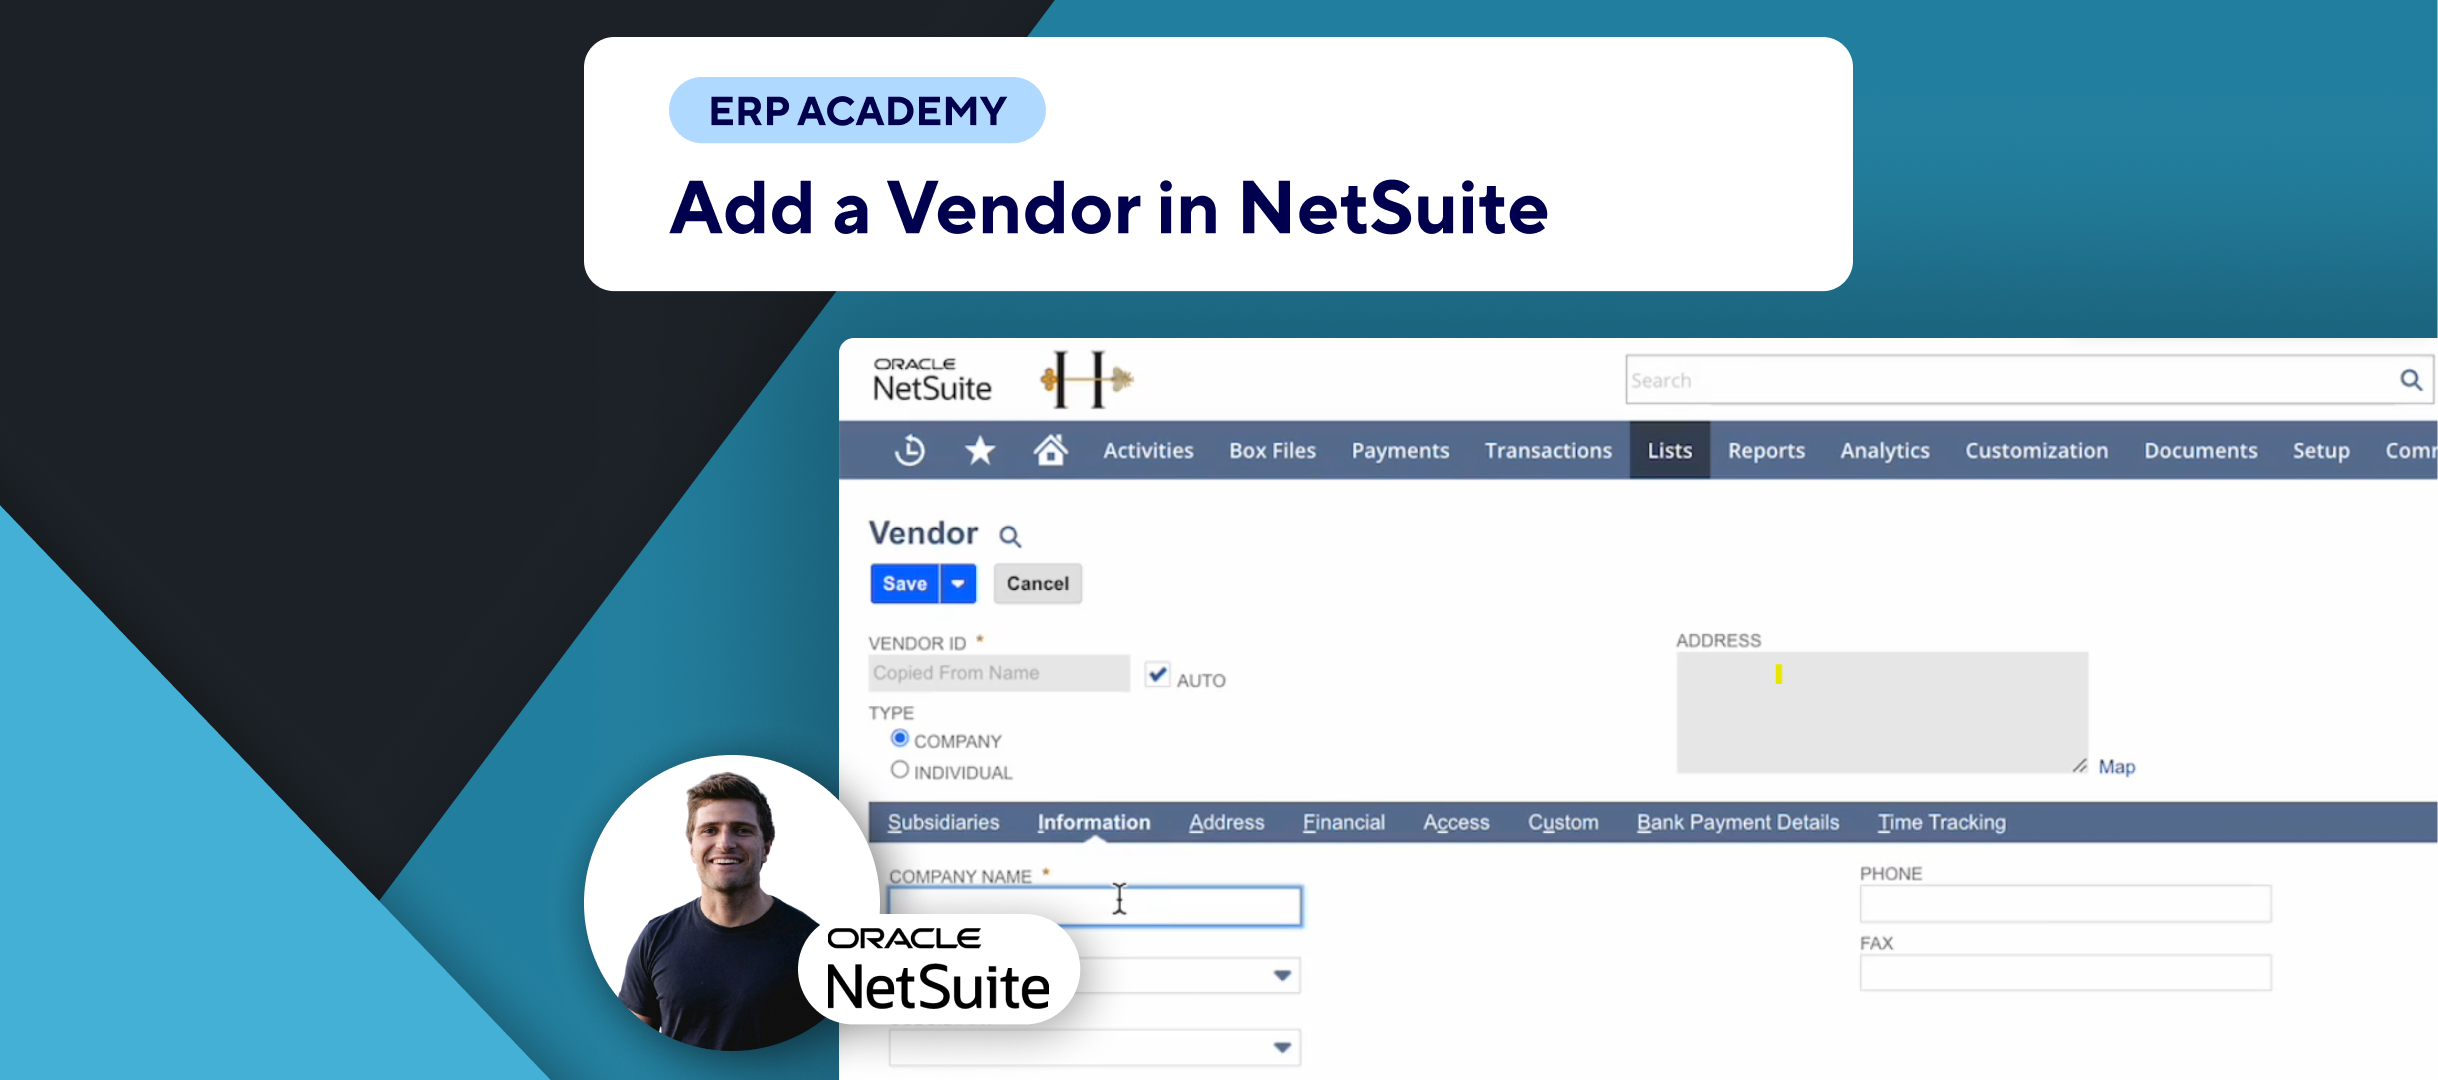 ERP ACADEMY
Add a Vendor in NetSuite
ORACLE
NetSuite
H
Search
Activities Box Files Payments Transactions Lists Reports Analytics Customization Documents Setup
Vendor
Save Cancel
VENDOR ID *
Copied From Name
AUTO
TYPE
COMPANY
INDIVIDUAL
ADDRESS
Map
Subsidiaries Information Address Financial Access Custom Bank Payment Details Time Tracking
COMPANY NAME *
PHONE
FAX
ORACLE
NetSuite